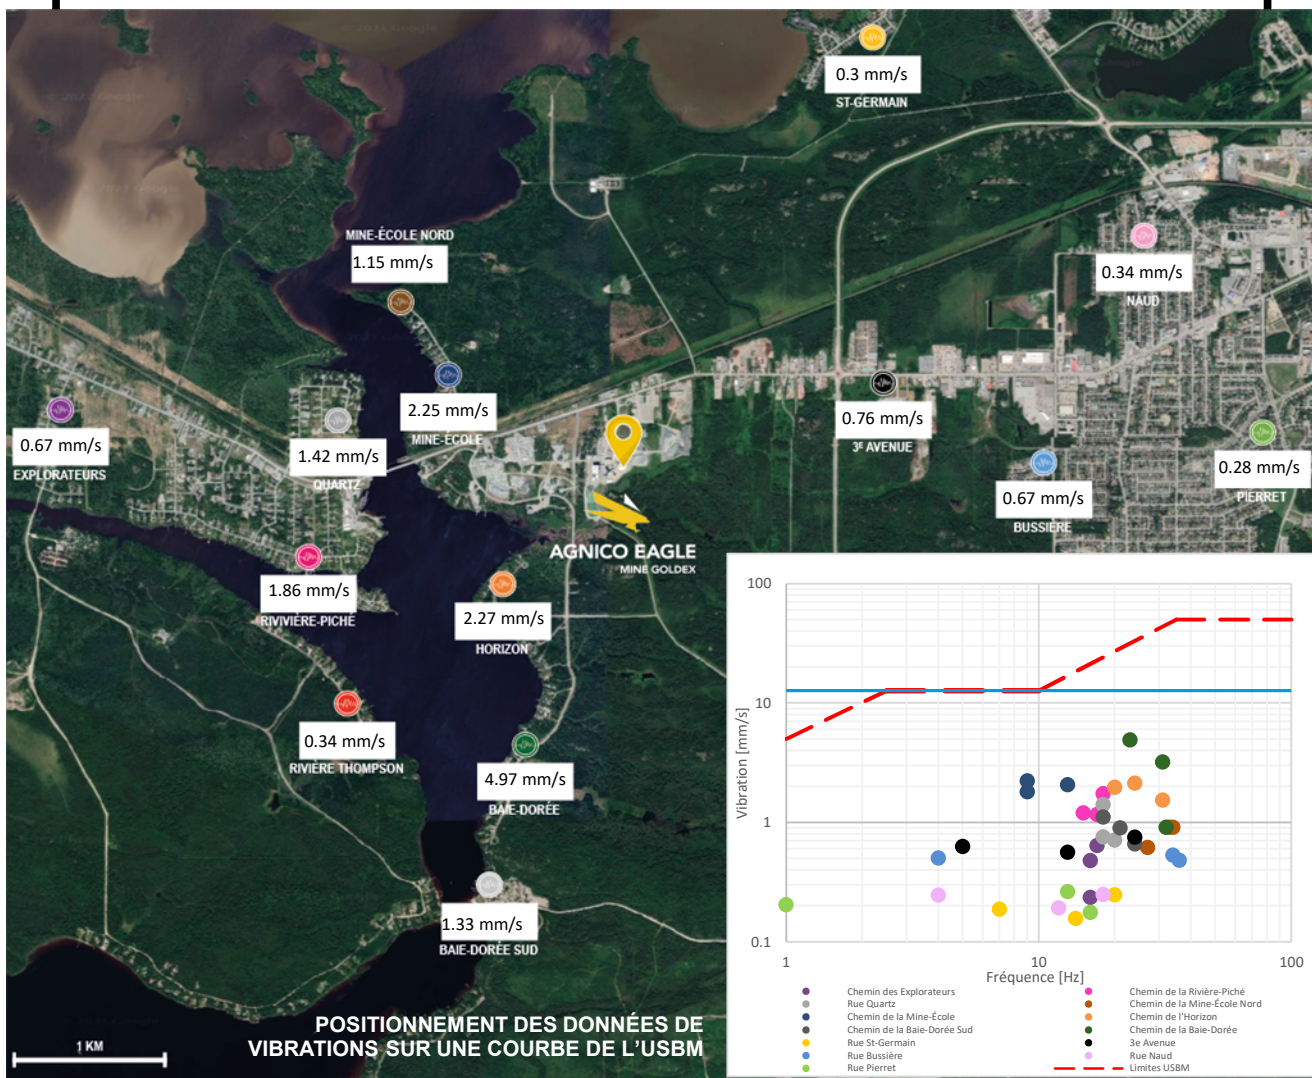 0.3 mm/s
ST-GERMAIN
MINE-ÉCOLE NORD
1.15 mm/s
0.34 mm/s
NAUD
2.25 mm/s
MINE-ÉCOLE
0.67 mm/s
EXPLORATEURS
1.42 mm/s
QUARTZ
0.76 mm/s
3E AVENUE
0.28 mm/s
PIERRET
0.67 mm/s
BUSSIÈRE
AGNICO EAGLE
MINE GOLDEX
1.86 mm/s
RIVIVIÈRE-PICHÉ
2.27 mm/s
HORIZON
0.34 mm/s
RIVIÈRE THOMPSON
4.97 mm/s
BAIE-DORÉE
1.33 mm/s
BAIE-DORÉE SUD
POSITIONNEMENT DES DONNÉES DE
VIBRATIONS SUR UNE COURBE DE L'USBM
1 KM
100
10
1
0.1
Vibration [mm/s]
1 10 100
Fréquence [Hz]
Chemin des Explorateurs
Chemin de la Rivière-Piché
Rue Quartz
Chemin de la Mine-École Nord
Chemin de la Mine-École
Chemin de l'Horizon
Chemin de la Baie-Dorée Sud
Chemin de la Baie-Dorée
Rue St-Germain
3e Avenue
Rue Bussière
Rue Naud
Rue Pierret
Limites USBM